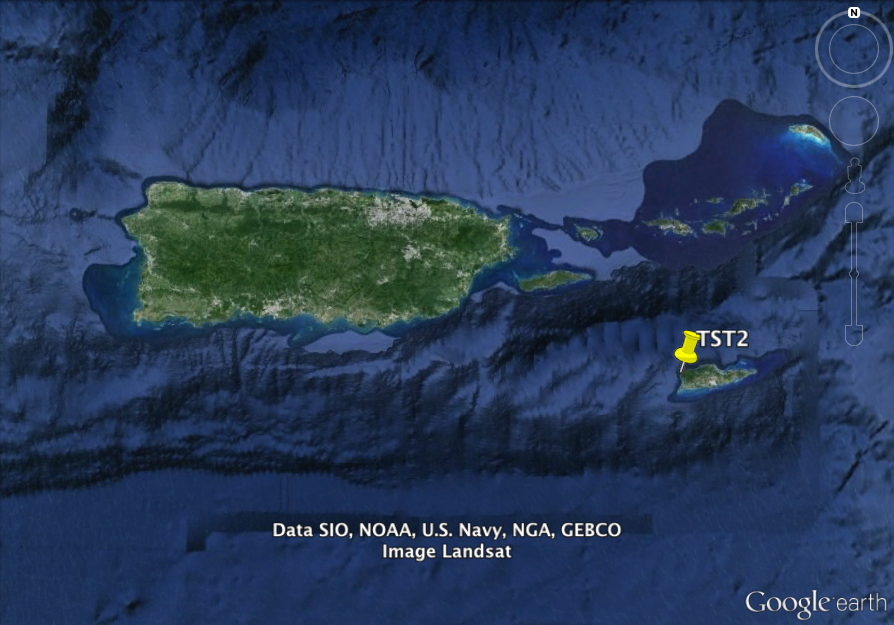 N
TST2
Data SIO, NOAA, U.S. Navy, NGA, GEBCO
Image Landsat
Google earth